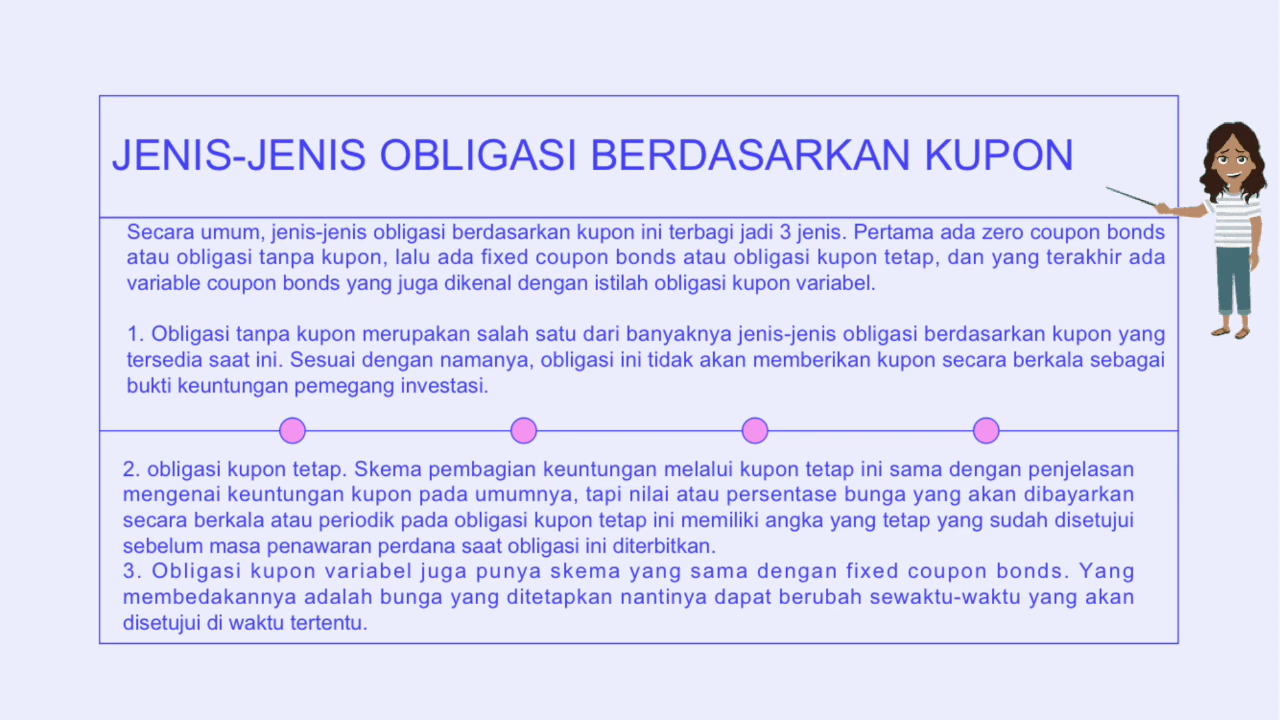 JENIS-JENIS OBLIGASI BERDASARKAN KUPON
Secara umum, jenis-jenis obligasi berdasarkan kupon ini terbagi jadi 3 jenis. Pertama ada zero coupon bonds
atau obligasi tanpa kupon, lalu ada fixed coupon bonds atau obligasi kupon tetap, dan yang terakhir ada
variable coupon bonds yang juga dikenal dengan istilah obligasi kupon variabel.
1. Obligasi tanpa kupon merupakan salah satu dari banyaknya jenis-jenis obligasi berdasarkan kupon yang
tersedia saat ini. Sesuai dengan namanya, obligasi ini tidak akan memberikan kupon secara berkala sebagai
bukti keuntungan pemegang investasi.
2. obligasi kupon tetap. Skema pembagian keuntungan melalui kupon tetap ini sama dengan penjelasan
mengenai keuntungan kupon pada umumnya, tapi nilai atau persentase bunga yang akan dibayarkan
secara berkala atau periodik pada obligasi kupon tetap ini memiliki angka yang tetap yang sudah disetujui
sebelum masa penawaran perdana saat obligasi ini diterbitkan.
3. Obligasi kupon variabel juga punya skema yang sama dengan fixed coupon bonds. Yang
membedakannya adalah bunga yang ditetapkan nantinya dapat berubah sewaktu-waktu yang akan
disetujui di waktu tertentu.